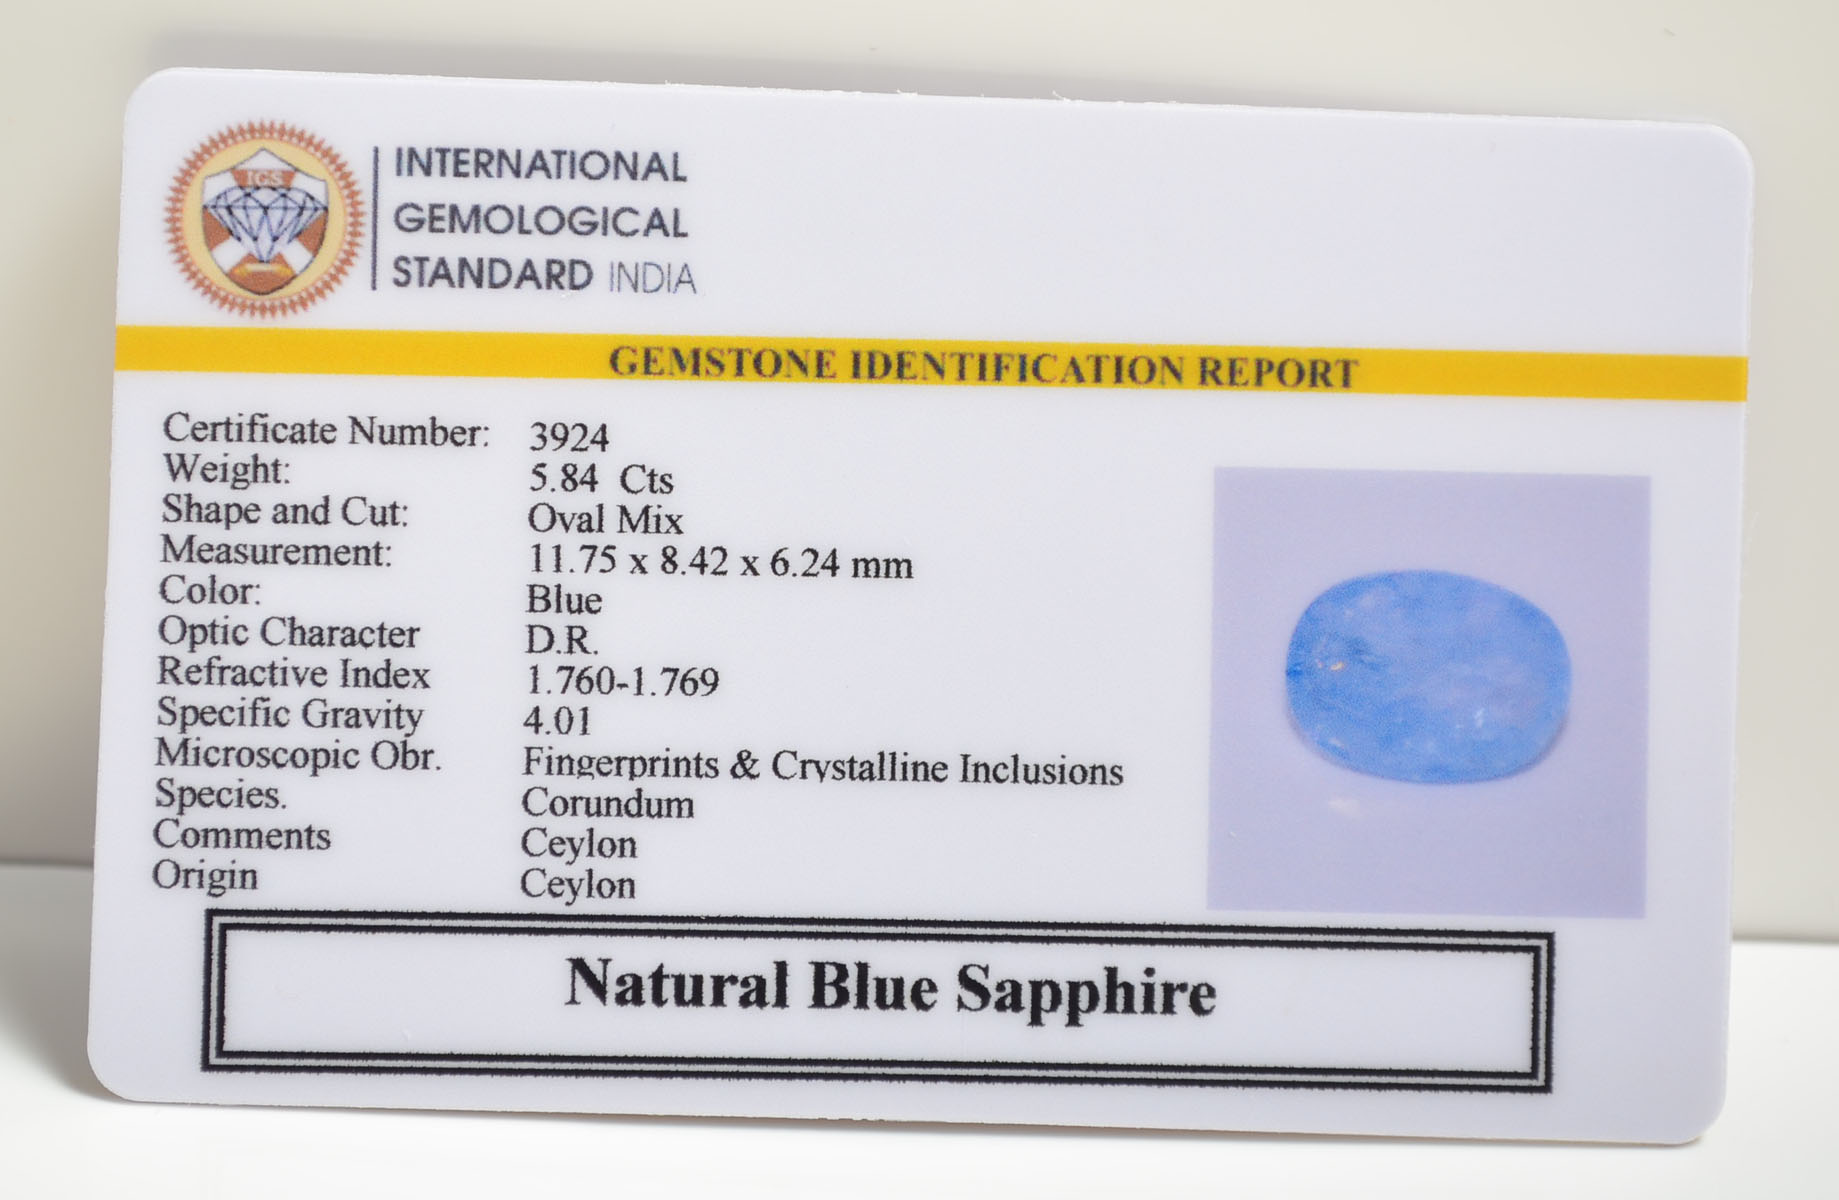 IGS
INTERNATIONAL
GEMOLOGICAL
STANDARD INDIA
GEMSTONE IDENTIFICATION REPORT
Certificate Number: 3924
Weight: 5.84 Cts
Shape and Cut: Oval Mix
Measurement: 11.75 x 8.42 x 6.24 mm
Color: Blue
Optic Character D.R.
Refractive Index 1.760-1.769
Specific Gravity 4.01
Microscopic Obr. Fingerprints & Crystalline Inclusions
Species. Corundum
Comments Ceylon
Origin Ceylon
Natural Blue Sapphire